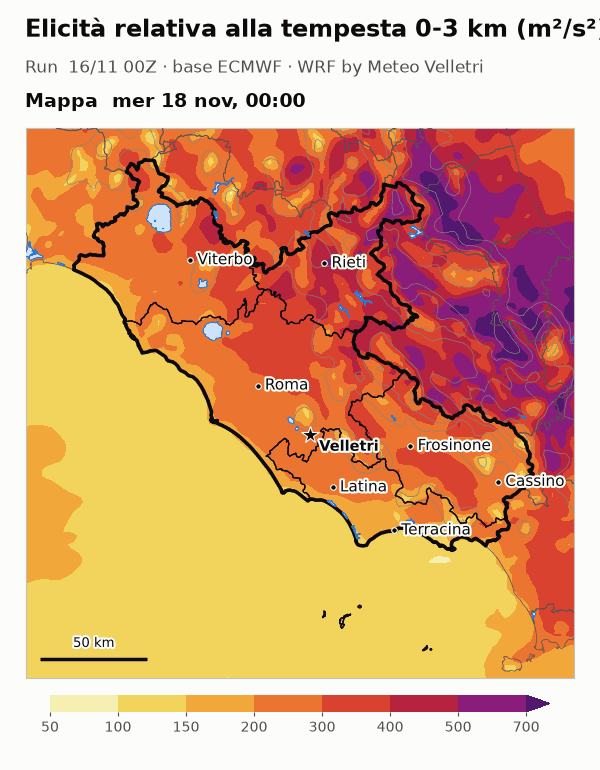 Elicità relativa alla tempesta 0-3 km (m²/s²)
Run 16/11 00Z · base ECMWF · WRF by Meteo Velletri
Mappa mer 18 nov, 00:00
Viterbo
Rieti
Roma
Velletri
Frosinone
Latina
Cassino
Terracina
50 km
50 100 150 200 300 400 500 700